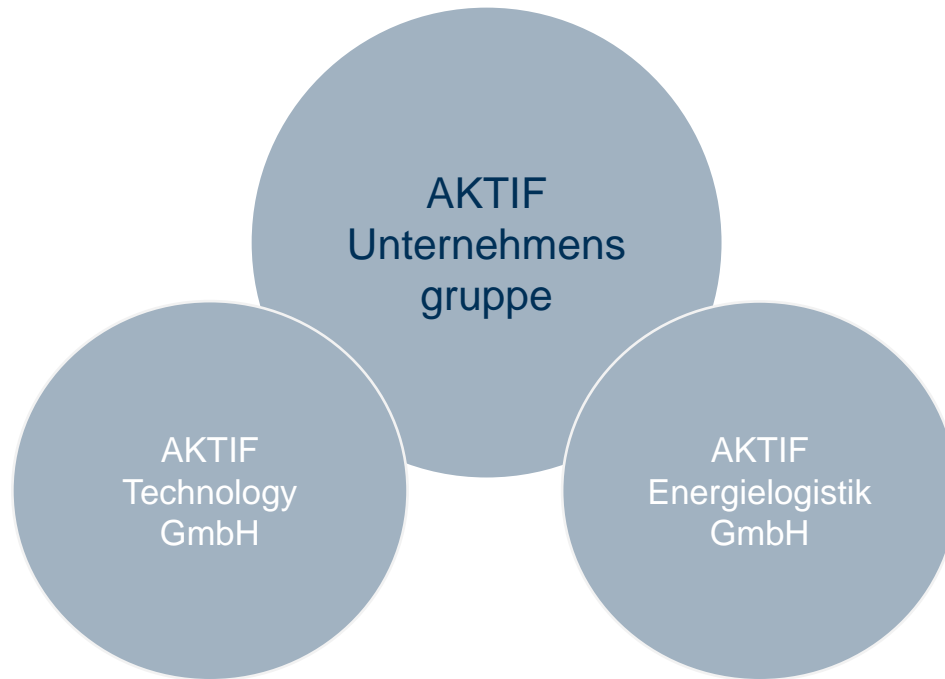 AKTIF
Unternehmens
gruppe
AKTIF
Technology
GmbH
AKTIF
Energielogistik
GmbH